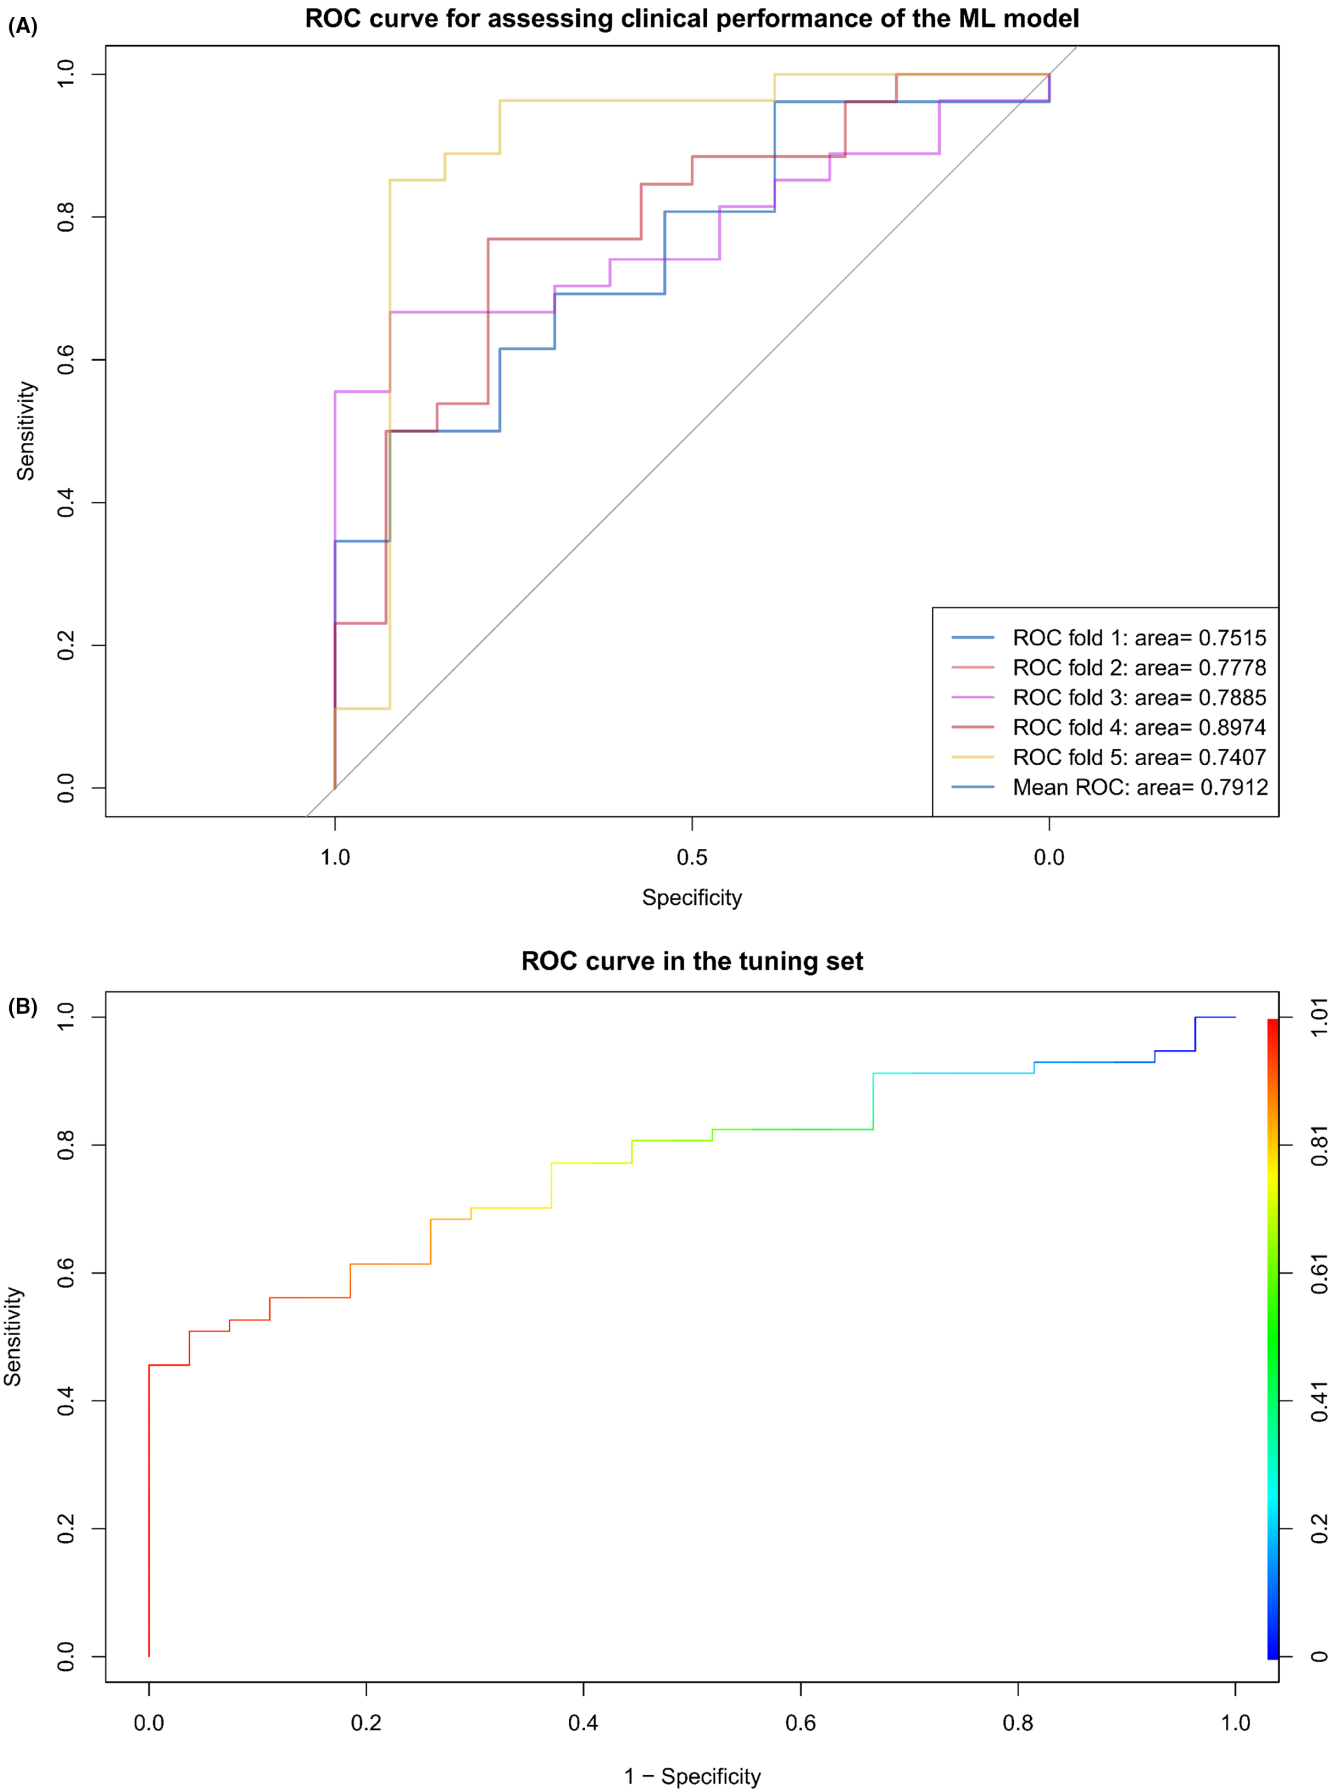 (A)
ROC curve for assessing clinical performance of the ML model
1.0
0.8
0.6
0.4
0.2
0.0
Sensitivity
ROC fold 1: area= 0.7515
ROC fold 2: area= 0.7778
ROC fold 3: area= 0.7885
ROC fold 4: area= 0.8974
ROC fold 5: area= 0.7407
Mean ROC: area= 0.7912
1.0 0.5 0.0
Specificity
ROC curve in the tuning set
(B)
1.0
0.8
0.6
0.4
0.2
0.0
Sensitivity
1.01
0.81
0.61
0.41
0.2
0
0.0 0.2 0.4 0.6 0.8 1.0
1 − Specificity